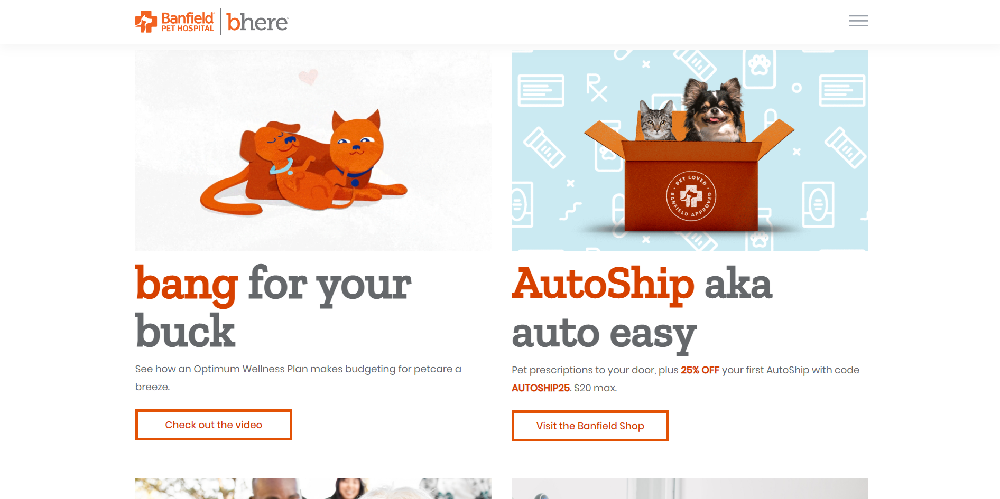 Banfield
PET HOSPITAL
bhere™
Rx
PET LOVED
BANFIELD APPROVED
bang for your
buck
See how an Optimum Wellness Plan makes budgeting for petcare a
breeze.
Check out the video
AutoShip aka
auto easy
Pet prescriptions to your door, plus 25% OFF your first AutoShip with code
AUTOSHIP25. $20 max.
Visit the Banfield Shop